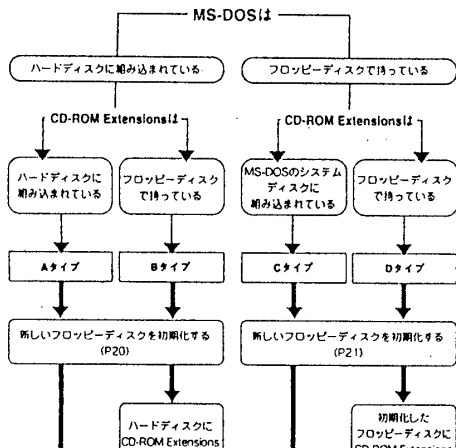 MS-DOSは
ハードディスクに組み込まれている
フロッピーディスクで持っている
CD-ROM Extensionsは
CD-ROM Extensionsは
ハードディスクに
組み込まれている
フロッピーディスク
で持っている
MS-DOSのシステム
ディスクに
組み込まれている
フロッピーディスク
で持っている
Aタイプ
Bタイプ
Cタイプ
Dタイプ
新しいフロッピーディスクを初期化する
(P20)
新しいフロッピーディスクを初期化する
(P21)
ハードディスクに
CD-ROM Extensions
初期化した
フロッピーディスクに
CD-ROM Extensions